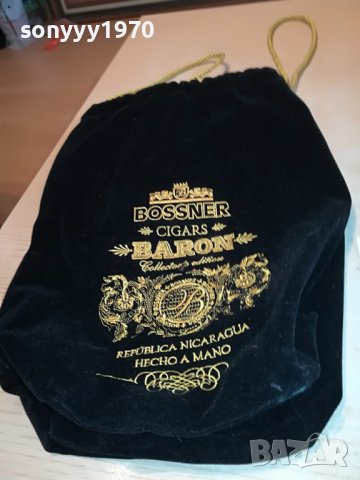 sonyyy1970
BOSSNER
CIGARS
BARON
Collector's edition
B
REPÚBLICA NICARAGUA
HECHO A MANO
BAZAR